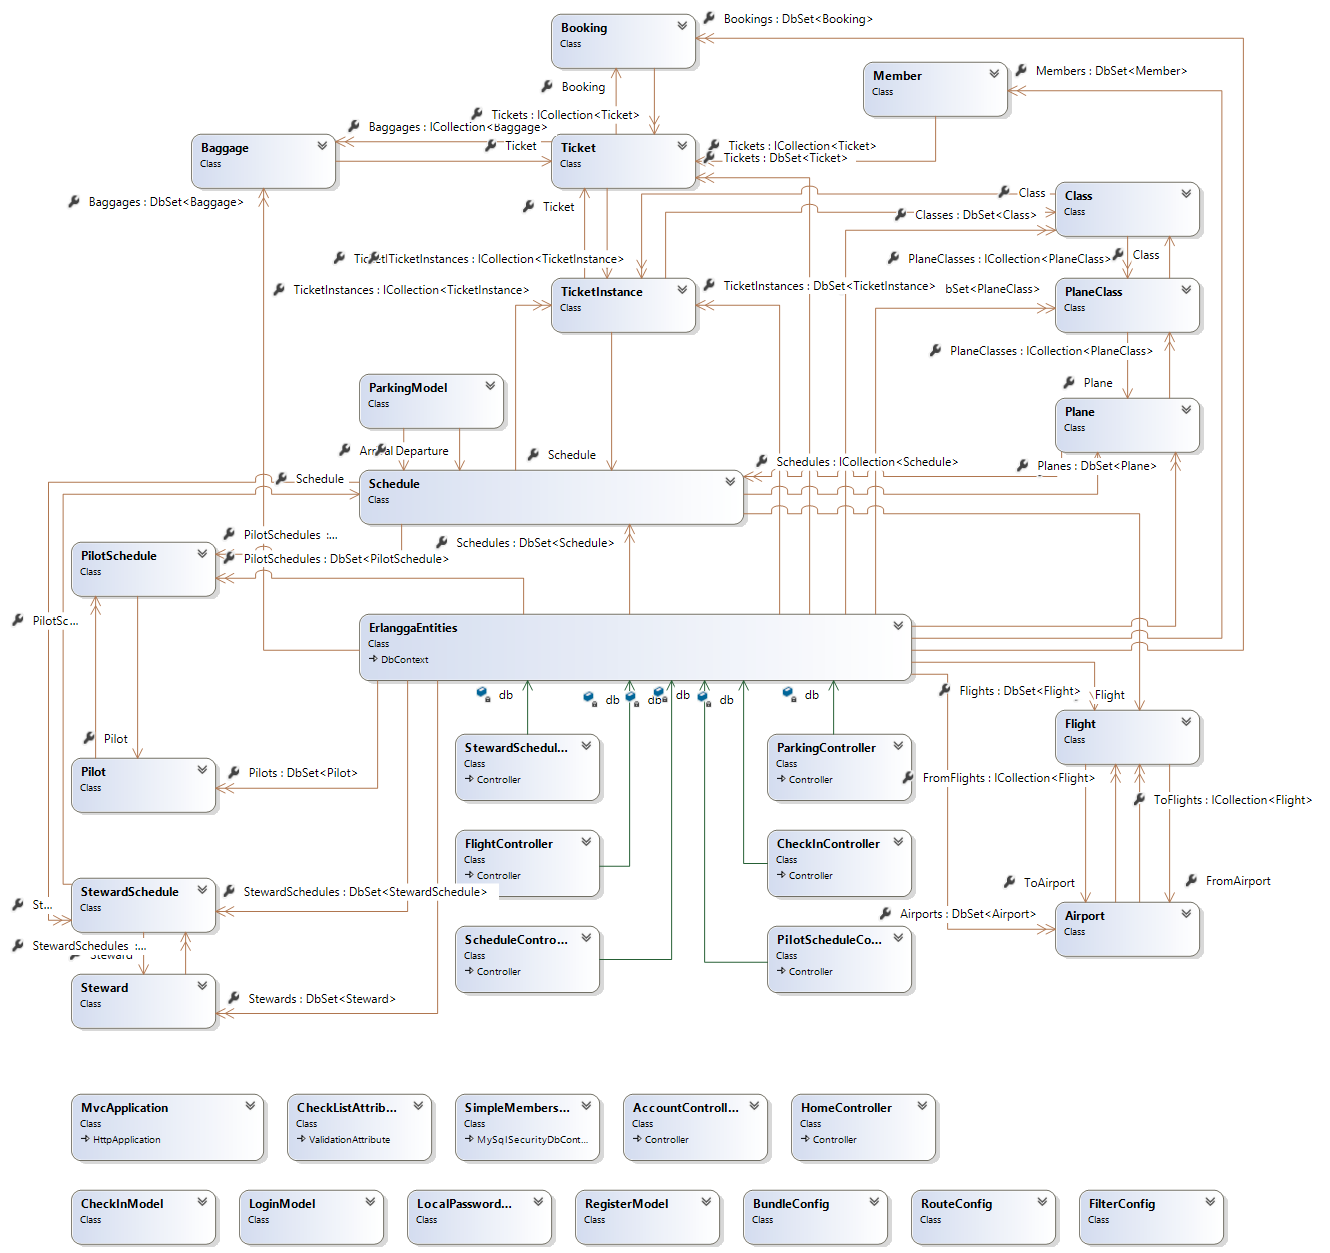 Booking
Class
Bookings : DbSet<Booking>
Member
Class
Members : DbSet<Member>
Booking
Tickets : ICollection<Ticket>
Baggages : ICollection<Baggage>
Baggage
Class
Ticket
Ticket
Class
Tickets : ICollection<Ticket>
Tickets : DbSet<Ticket>
Baggages : DbSet<Baggage>
Ticket
Class
Class
Class
Classes : DbSet<Class>
TicketInstances : ICollection<TicketInstance>
PlaneClasses : ICollection<PlaneClass>
Class
TicketInstances : ICollection<TicketInstance>
TicketInstance
Class
TicketInstances : DbSet<TicketInstance>
bSet<PlaneClass>
PlaneClass
Class
PlaneClasses : ICollection<PlaneClass>
ParkingModel
Class
Plane
Plane
Class
Departure
Schedule
Schedules : ICollection<Schedule>
Planes : DbSet<Plane>
Schedule
Schedule
Class
PilotSchedules :...
Schedules : DbSet<Schedule>
PilotSchedule
Class
PilotSchedules : DbSet<PilotSchedule>
PilotSc...
ErlanggaEntities
Class
DbContext
db
db
db
db
db
db
Flights : DbSet<Flight>
Flight
Flight
Class
Pilot
Pilot
Class
Pilots : DbSet<Pilot>
StewardSchedul...
Class
Controller
ParkingController
Class
Controller
FromFlights : ICollection<Flight>
ToFlights : ICollection<Flight>
FlightController
Class
Controller
CheckInController
Class
Controller
StewardSchedule
Class
StewardSchedules : DbSet<StewardSchedule>
ToAirport
FromAirport
St...
Airports : DbSet<Airport>
Airport
Class
StewardSchedules :...
Steward
ScheduleContro...
Class
Controller
PilotScheduleCo...
Class
Controller
Steward
Class
Stewards : DbSet<Steward>
MvcApplication
Class
HttpApplication
CheckListAttrib...
Class
ValidationAttribute
SimpleMembers...
Class
MySqlSecurityDbCont...
AccountControll...
Class
Controller
HomeController
Class
Controller
CheckInModel
Class
LoginModel
Class
LocalPassword...
Class
RegisterModel
Class
BundleConfig
Class
RouteConfig
Class
FilterConfig
Class